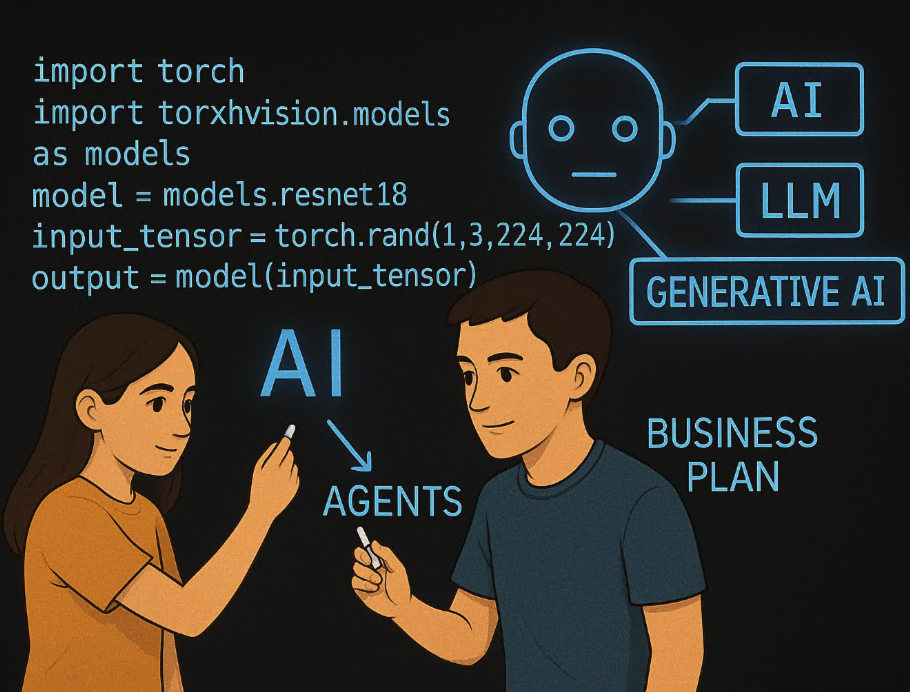 import torch
import torxhvision.models
as models
model = models.resnet18
input_tensor = torch.rand(1,3,224,224)
output = model(input_tensor)
AI
LLM
GENERATIVE AI
AI
AGENTS
BUSINESS
PLAN